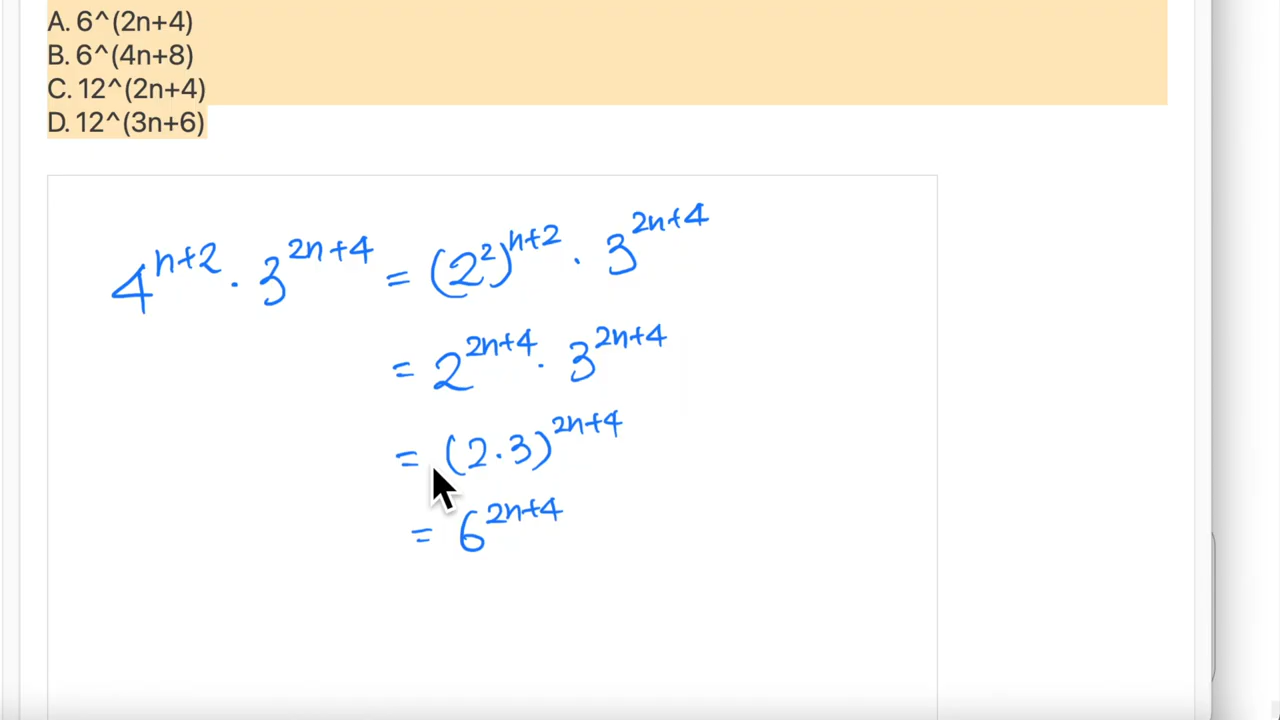 A. 6^(2n+4)
B. 6^(4n+8)
C. 12^(2n+4)
D. 12^(3n+6)
4^{n+2} · 3^{2n+4} = (2^2)^{n+2} · 3^{2n+4}
= 2^{2n+4} · 3^{2n+4}
= (2·3)^{2n+4}
= 6^{2n+4}